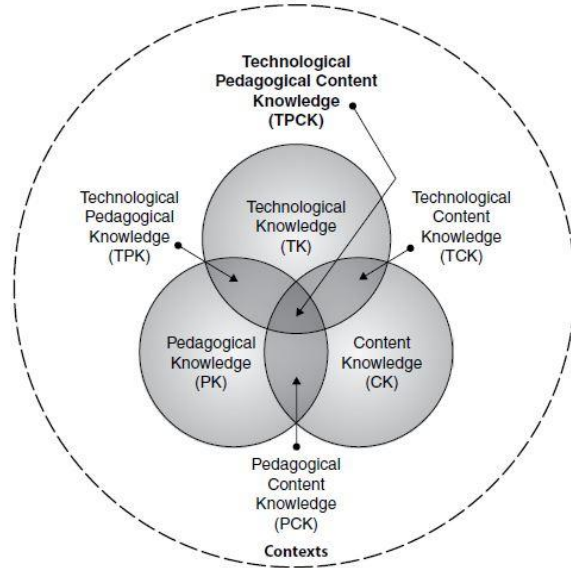 Technological
Pedagogical Content
Knowledge
(TPCK)
Technological
Pedagogical
Knowledge
(TPK)
Technological
Knowledge
(TK)
Technological
Content
Knowledge
(TCK)
Pedagogical
Knowledge
(PK)
Content
Knowledge
(CK)
Pedagogical
Content
Knowledge
(PCK)
Contexts